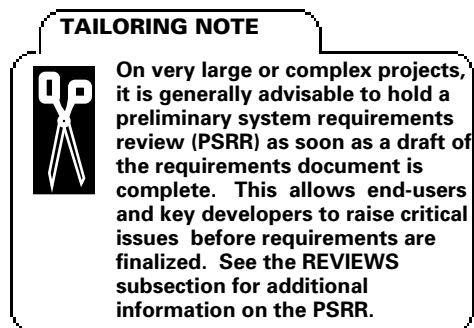 TAILORING NOTE
On very large or complex projects,
it is generally advisable to hold a
preliminary system requirements
review (PSRR) as soon as a draft of
the requirements document is
complete. This allows end-users
and key developers to raise critical
issues before requirements are
finalized. See the REVIEWS
subsection for additional
information on the PSRR.